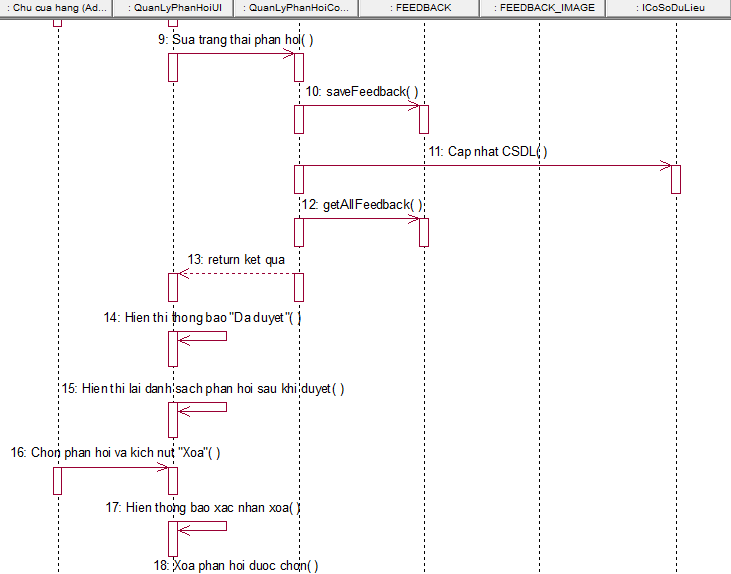 : Chu cua hang (Ad...
: QuanLyPhanHoiUI
: QuanLyPhanHoiCo...
: FEEDBACK
: FEEDBACK_IMAGE
: ICoSoDuLieu
9: Sua trang thai phan hoi( )
10: saveFeedback( )
11: Cap nhat CSDL( )
12: getAllFeedback( )
13: return ket qua
14: Hien thi thong bao "Da duyet"( )
15: Hien thi lai danh sach phan hoi sau khi duyet( )
16: Chon phan hoi va kich nut "Xoa"( )
17: Hien thong bao xac nhan xoa( )
18: Xoa phan hoi duoc chon( )